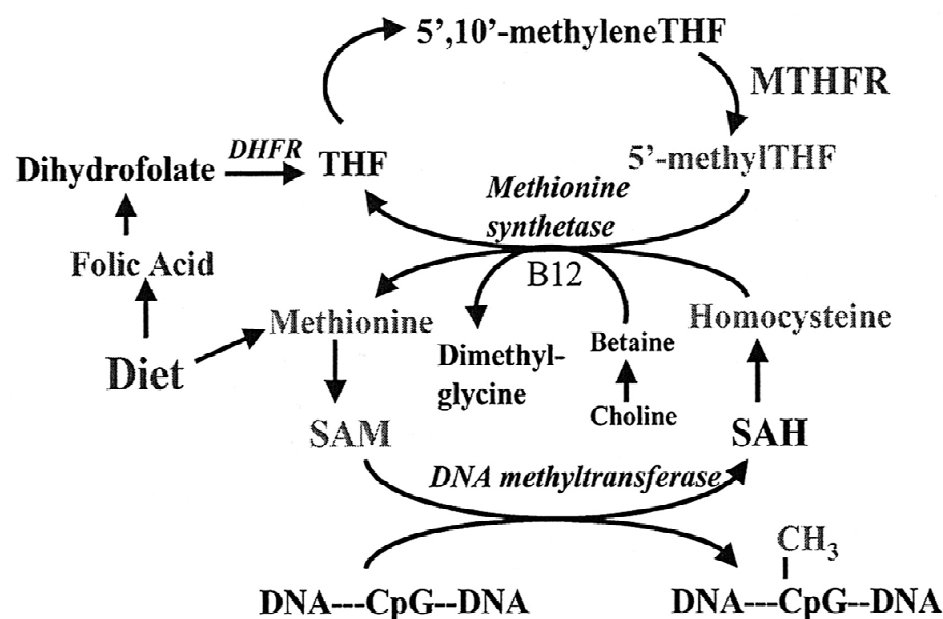 5',10'-methyleneTHF
MTHFR
DHFR
Dihydrofolate
THF
5'-methylTHF
Methionine
synthetase
Folic Acid
B12
Methionine
Homocysteine
Diet
Dimethyl-
glycine
Betaine
Choline
SAM
SAH
DNA methyltransferase
CH3
DNA---CpG--DNA
DNA---CpG--DNA